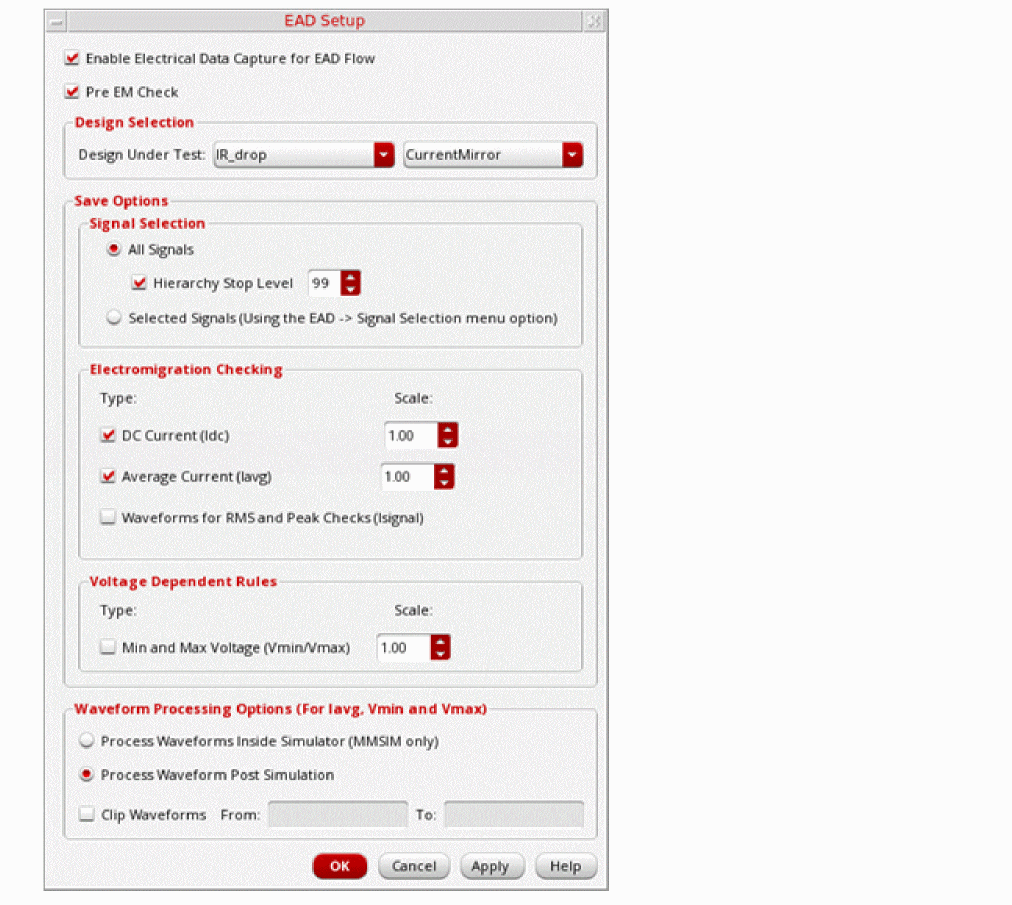 EAD Setup
Enable Electrical Data Capture for EAD Flow
Pre EM Check
Design Selection
Design Under Test: IR_drop CurrentMirror
Save Options
Signal Selection
All Signals
Hierarchy Stop Level 99
Selected Signals (Using the EAD -> Signal Selection menu option)
Electromigration Checking
Type: Scale:
DC Current (Idc) 1.00
Average Current (Iavg) 1.00
Waveforms for RMS and Peak Checks (Isignal)
Voltage Dependent Rules
Type: Scale:
Min and Max Voltage (Vmin/Vmax) 1.00
Waveform Processing Options (For Iavg, Vmin and Vmax)
Process Waveforms Inside Simulator (MMSIM only)
Process Waveform Post Simulation
Clip Waveforms From: To:
OK Cancel Apply Help